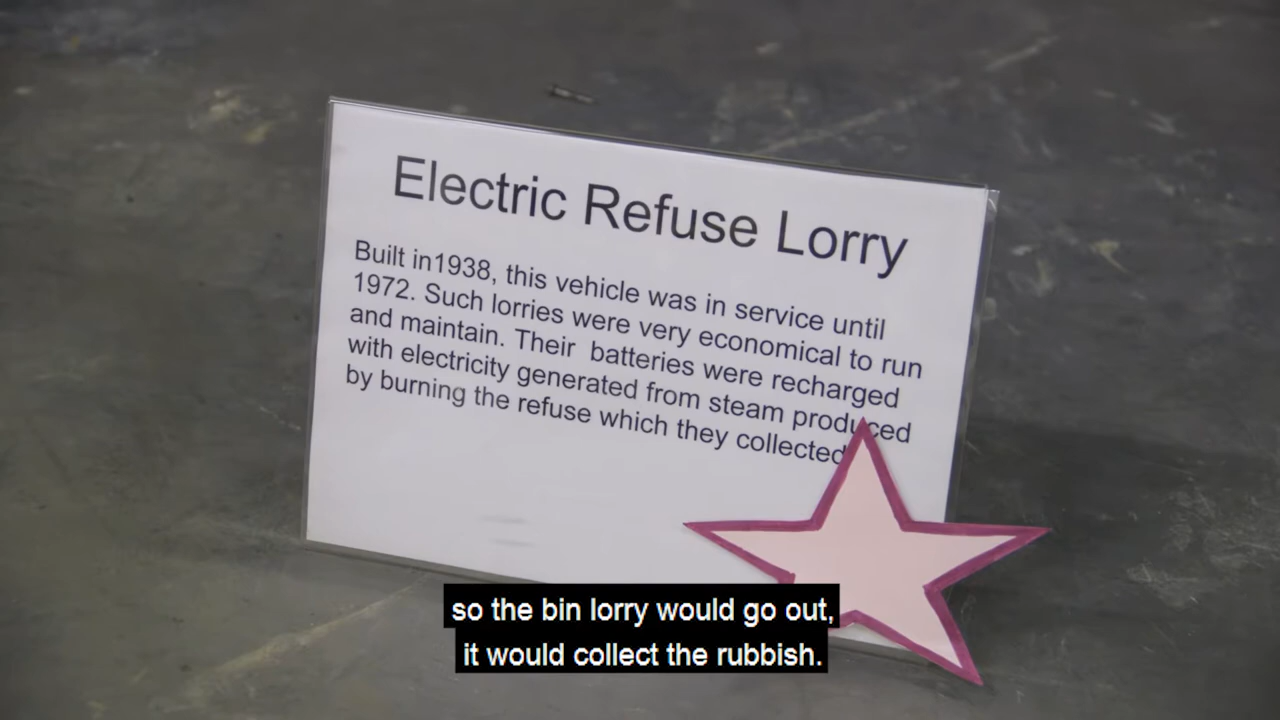 Electric Refuse Lorry
Built in1938, this vehicle was in service until
1972. Such lorries were very economical to run
and maintain. Their batteries were recharged
with electricity generated from steam produced
by burning the refuse which they collected
so the bin lorry would go out,
it would collect the rubbish.